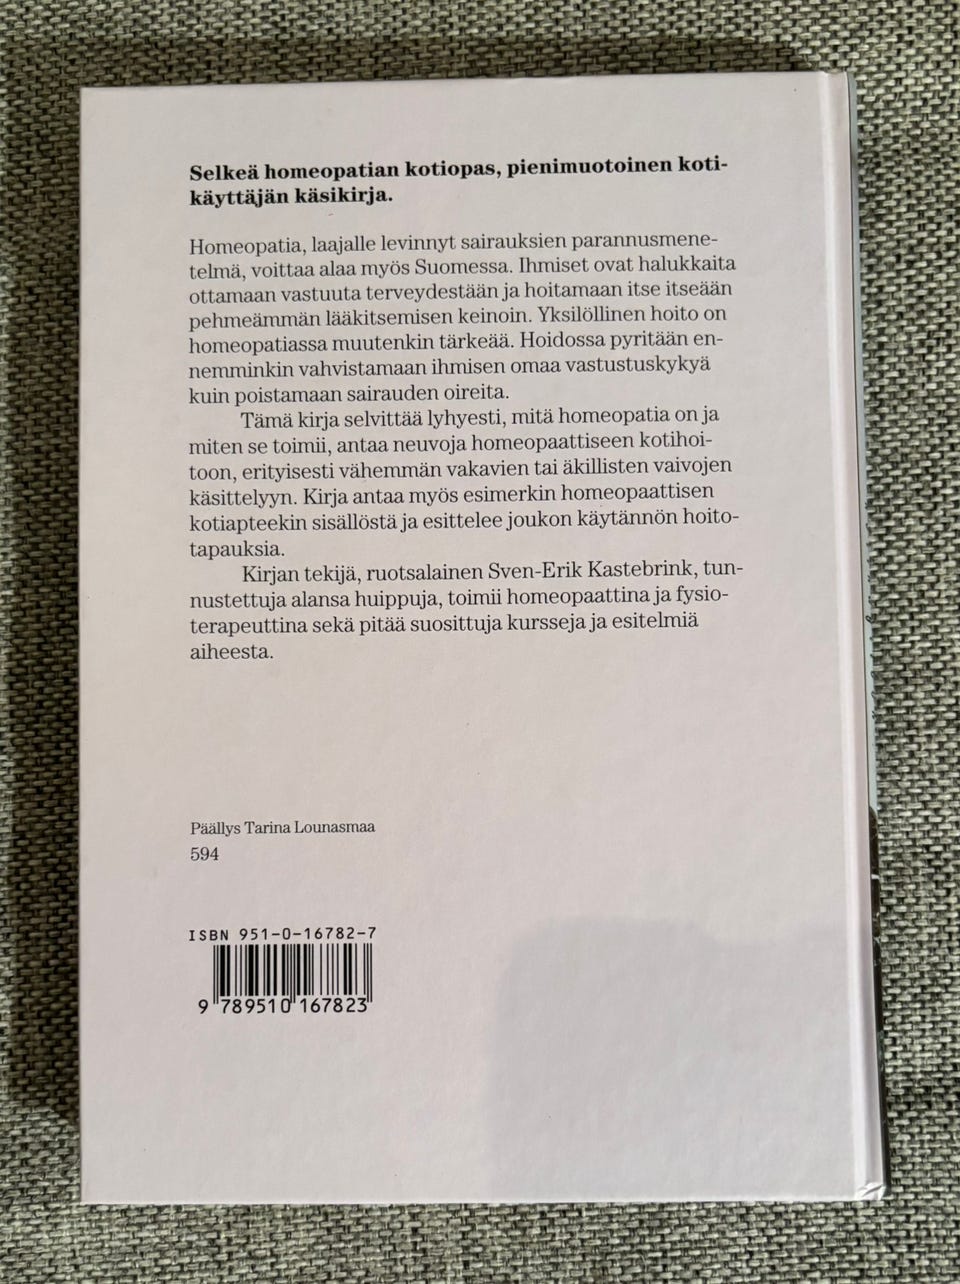 Selkeä homeopatian kotiopas, pienimuotoinen koti-
käyttäjän käsikirja.
Homeopatia, laajalle levinnyt sairauksien parannusmene-
telmä, voittaa alaa myös Suomessa. Ihmiset ovat halukkaita
ottamaan vastuuta terveydestään ja hoitamaan itse itseään
pehmeämmän lääkitsemisen keinoin. Yksilöllinen hoito on
homeopatiassa muutenkin tärkeää. Hoidossa pyritään en-
nemminkin vahvistamaan ihmisen omaa vastustuskykyä
kuin poistamaan sairauden oireita.
Tämä kirja selvittää lyhyesti, mitä homeopatia on ja
miten se toimii, antaa neuvoja homeopaattiseen kotihoi-
toon, erityisesti vähemmän vakavien tai äkillisten vaivojen
käsittelyyn. Kirja antaa myös esimerkin homeopaattisen
kotiapteekin sisällöstä ja esittelee joukon käytännön hoito-
tapauksia.
Kirjan tekijä, ruotsalainen Sven-Erik Kastebrink, tun-
nustettuja alansa huippuja, toimii homeopaattina ja fysio-
terapeuttina sekä pitää suosittuja kursseja ja esitelmiä
aiheesta.
Päällys Tarina Lounasmaa
594
ISBN 951-0-16782-7
9 789510 167823